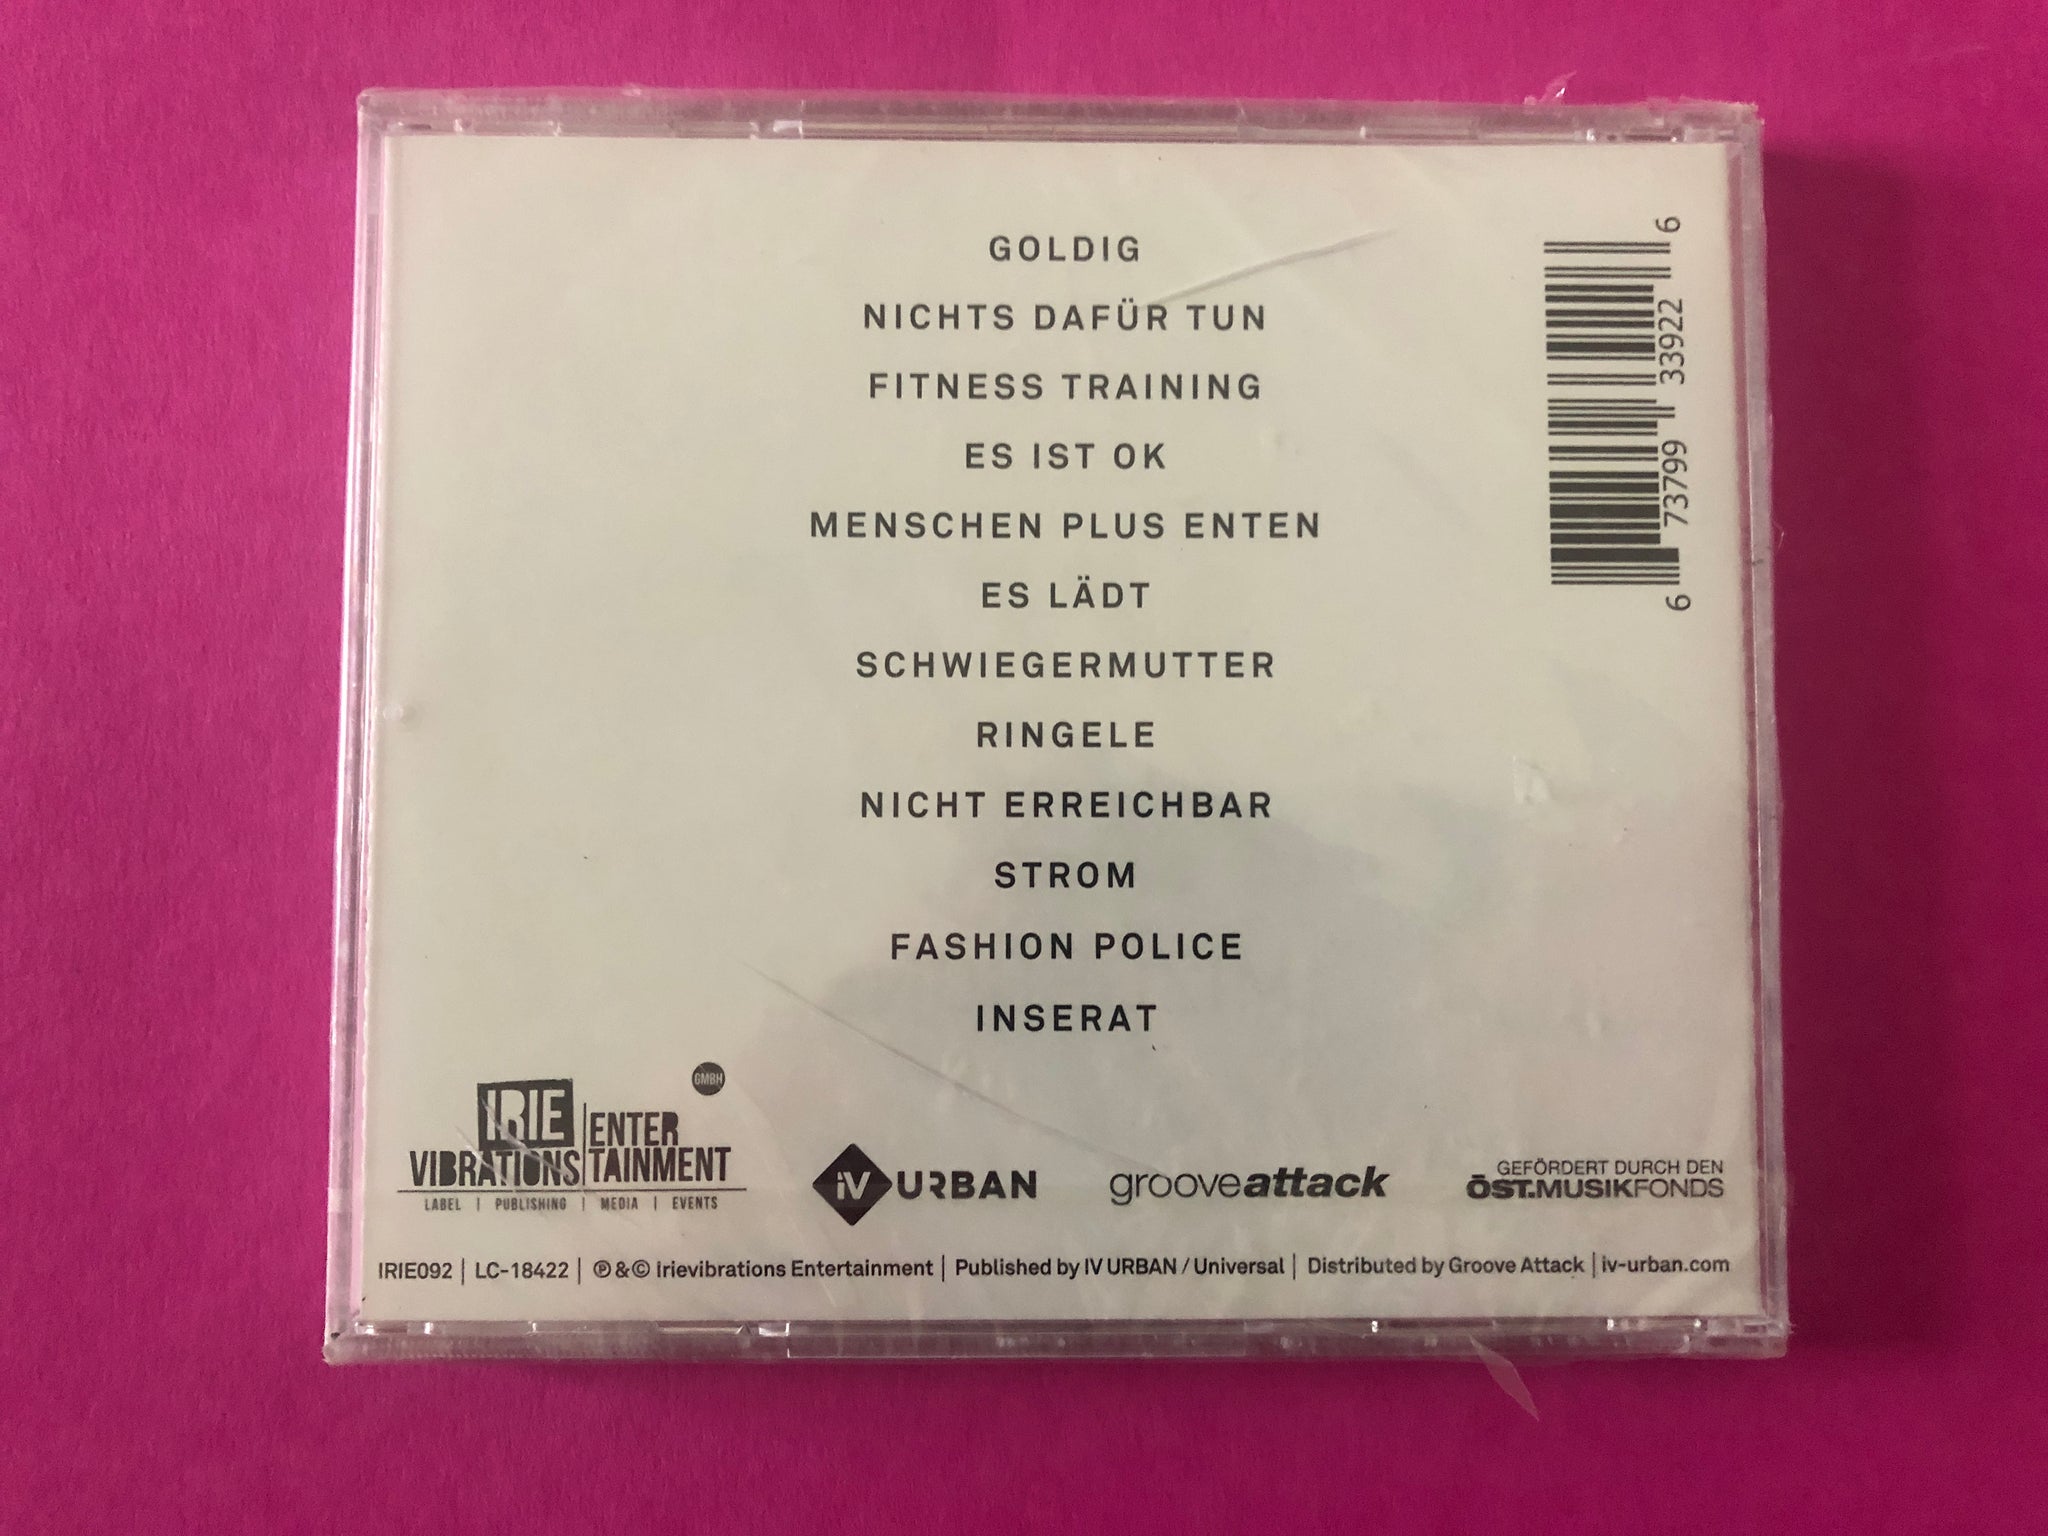 GOLDIG
NICHTS DAFÜR TUN
FITNESS TRAINING
ES IST OK
MENSCHEN PLUS ENTEN
ES LÄDT
SCHWIEGERMUTTER
RINGELE
NICHT ERREICHBAR
STROM
FASHION POLICE
INSERAT
6 73799 33922 6
GMBH
IRIE
VIBRATIONS
ENTER
TAINMENT
LABEL | PUBLISHING | MEDIA | EVENTS
iV URBAN
grooveattack
GEFÖRDERT DURCH DEN
ÖST.MUSIKFONDS
IRIE092 | LC-18422 | ℗ & © irievibrations Entertainment | Published by IV URBAN / Universal | Distributed by Groove Attack | iv-urban.com